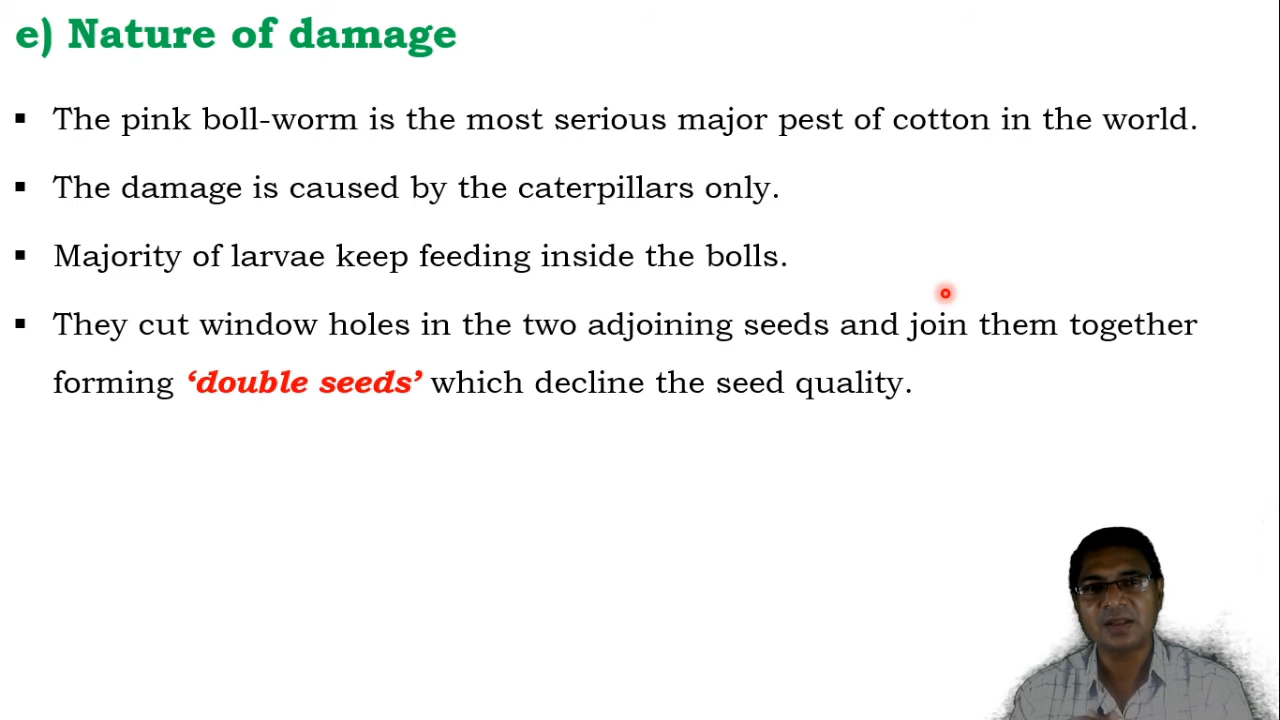 e) Nature of damage
▪ The pink boll-worm is the most serious major pest of cotton in the world.
▪ The damage is caused by the caterpillars only.
▪ Majority of larvae keep feeding inside the bolls.
▪ They cut window holes in the two adjoining seeds and join them together
forming ‘double seeds’ which decline the seed quality.